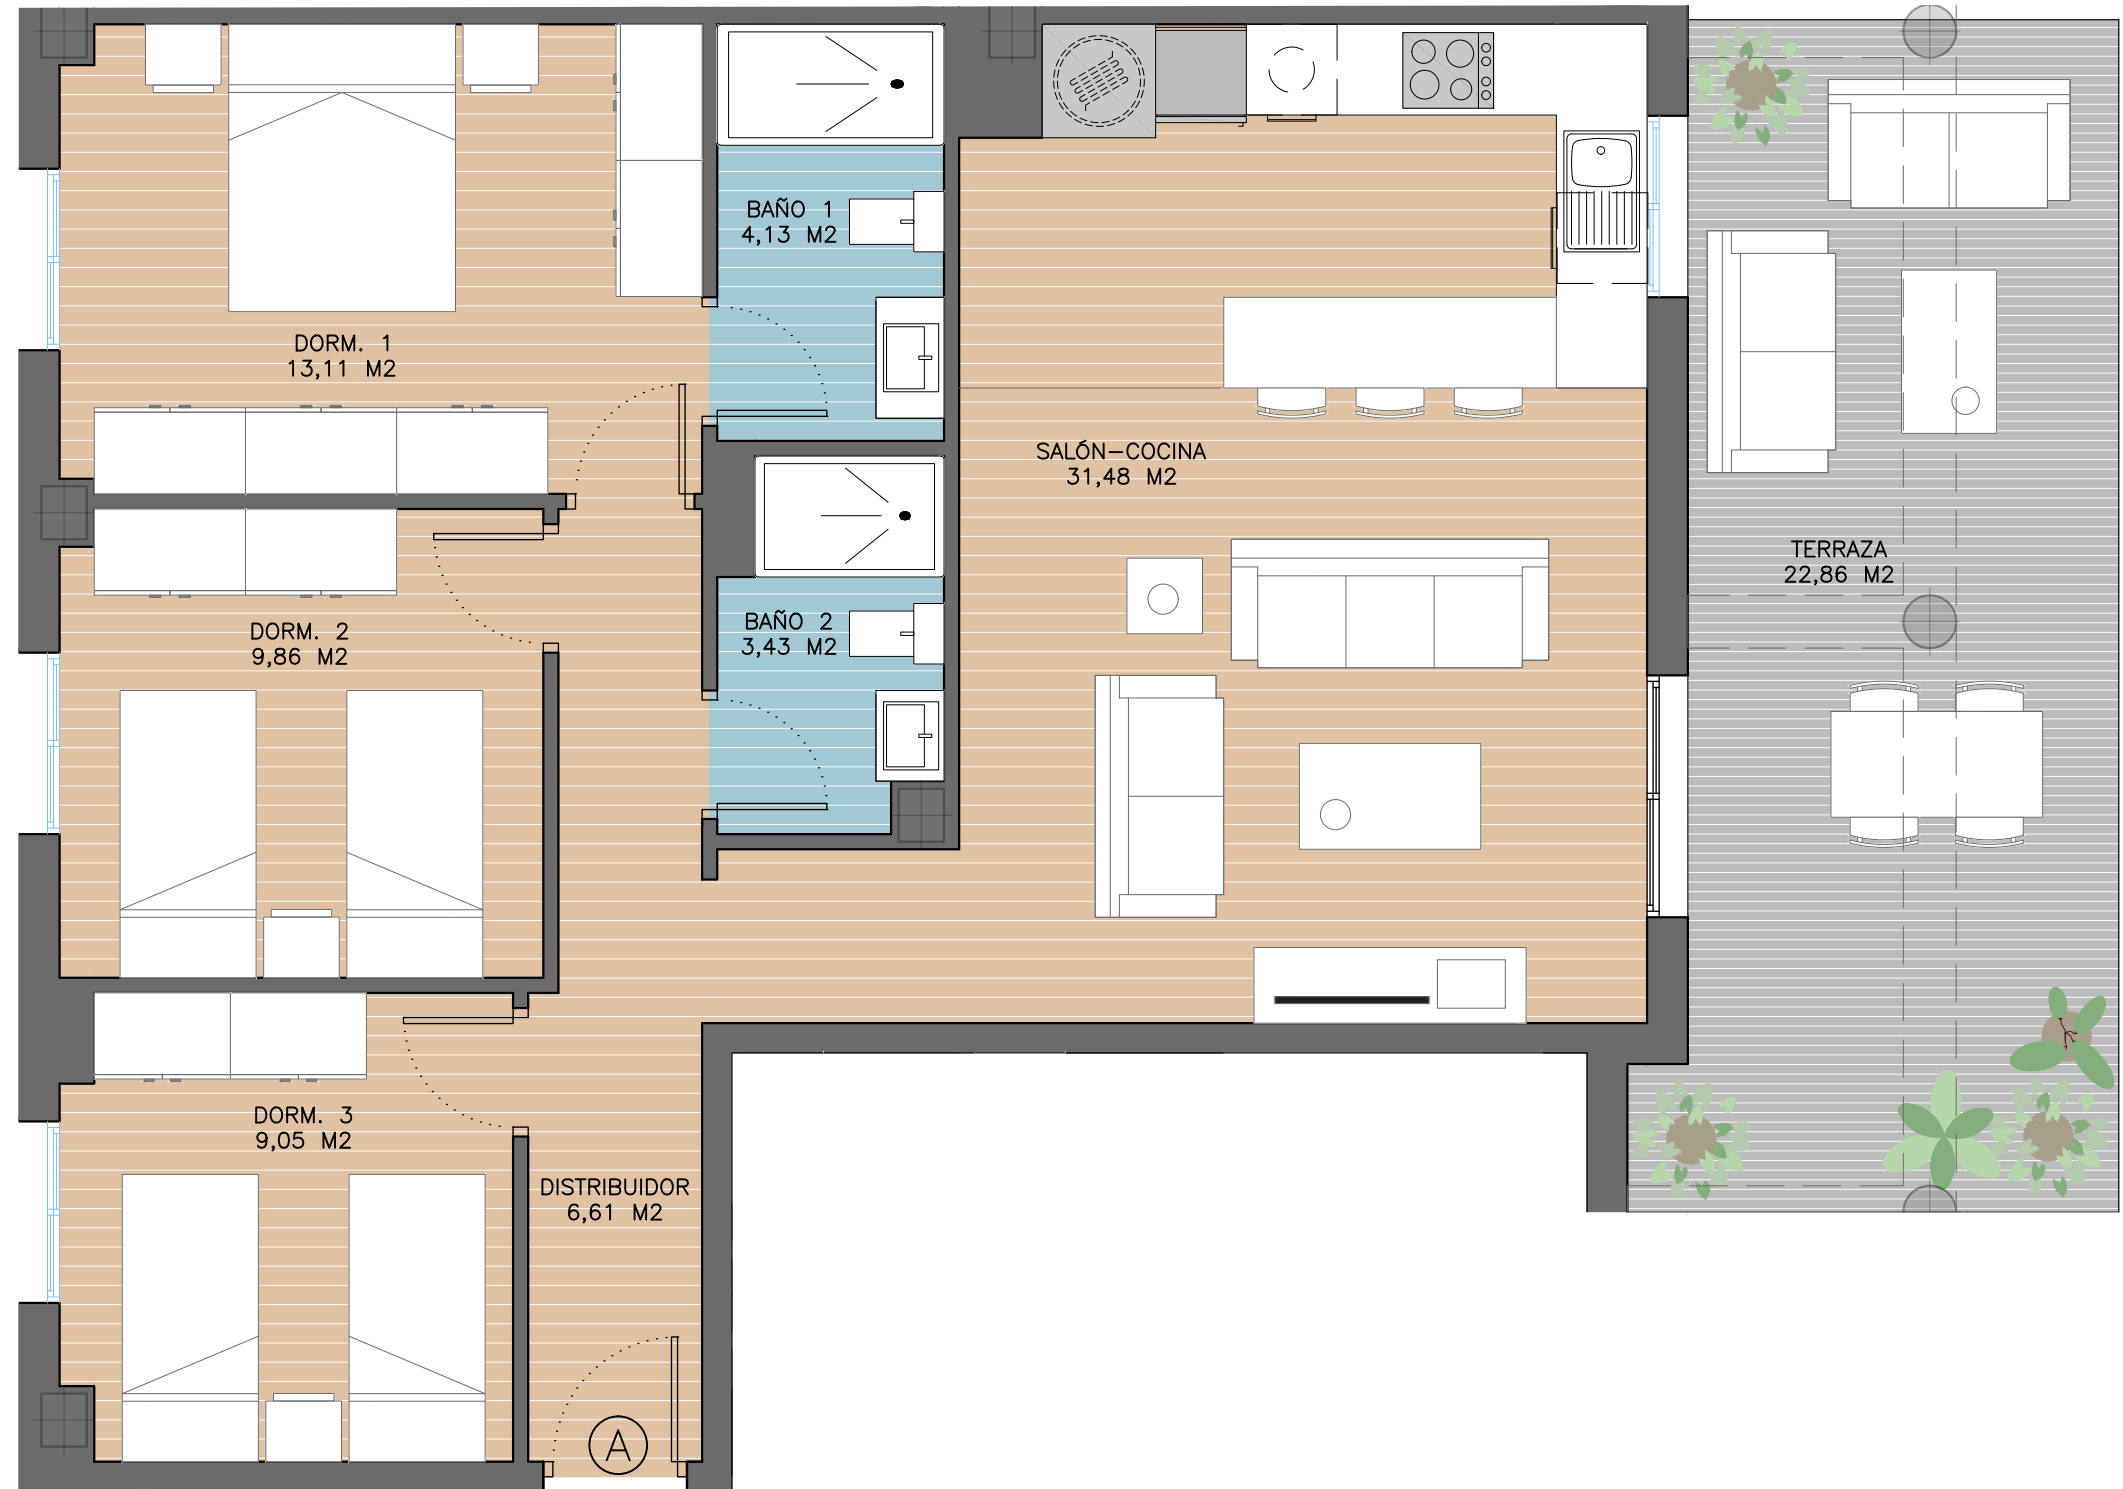 BAÑO 1
4,13 M2
DORM. 1
13,11 M2
SALÓN-COCINA
31,48 M2
TERRAZA
22,86 M2
BAÑO 2
3,43 M2
DORM. 2
9,86 M2
DORM. 3
9,05 M2
DISTRIBUIDOR
6,61 M2
A